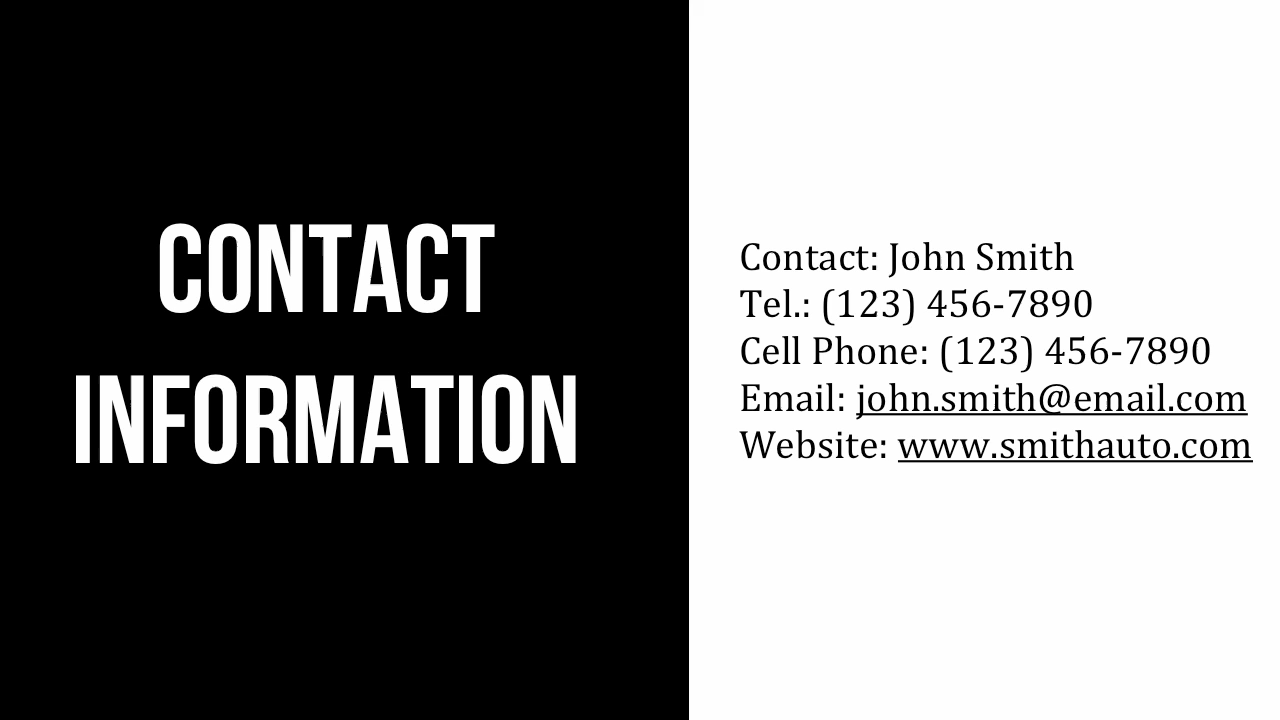 CONTACT
INFORMATION
Contact: John Smith
Tel.: (123) 456-7890
Cell Phone: (123) 456-7890
Email: john.smith@email.com
Website: www.smithauto.com